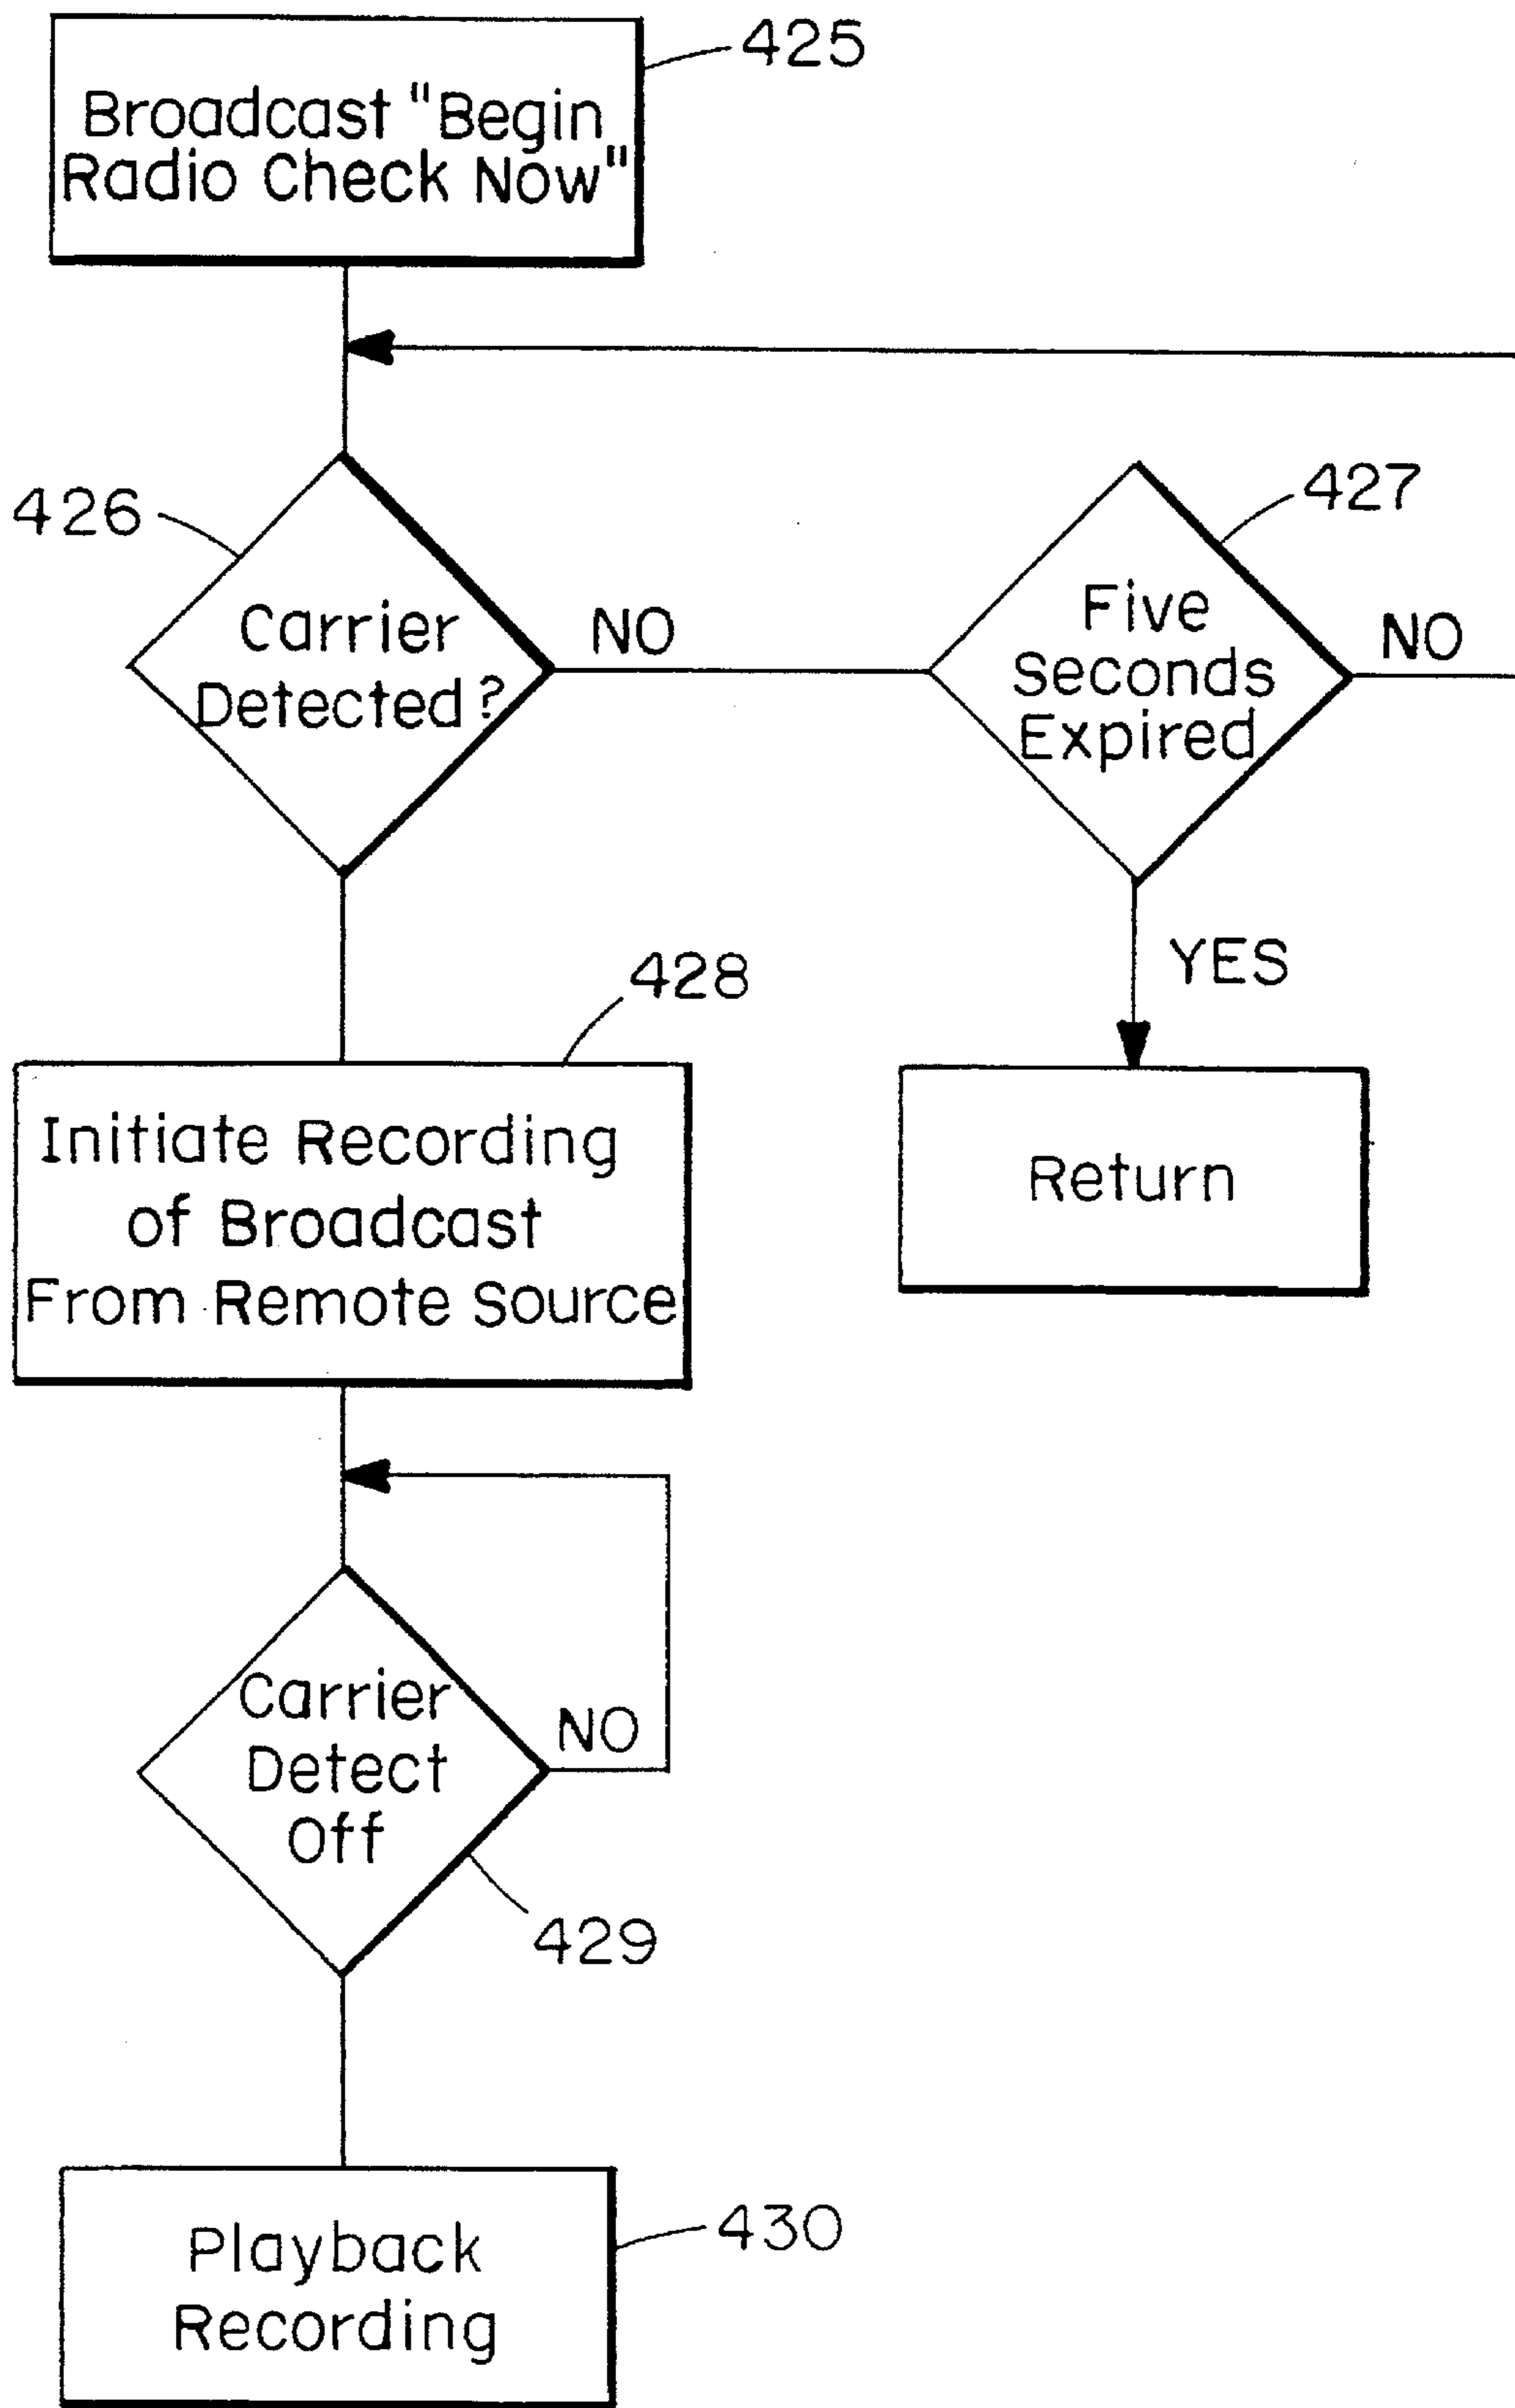 425
Broadcast "Begin
Radio Check Now"
426
Carrier
Detected?
NO
427
Five
Seconds
Expired
NO
YES
428
Initiate Recording
of Broadcast
From Remote Source
Return
Carrier
Detect
Off
NO
429
Playback
Recording
430